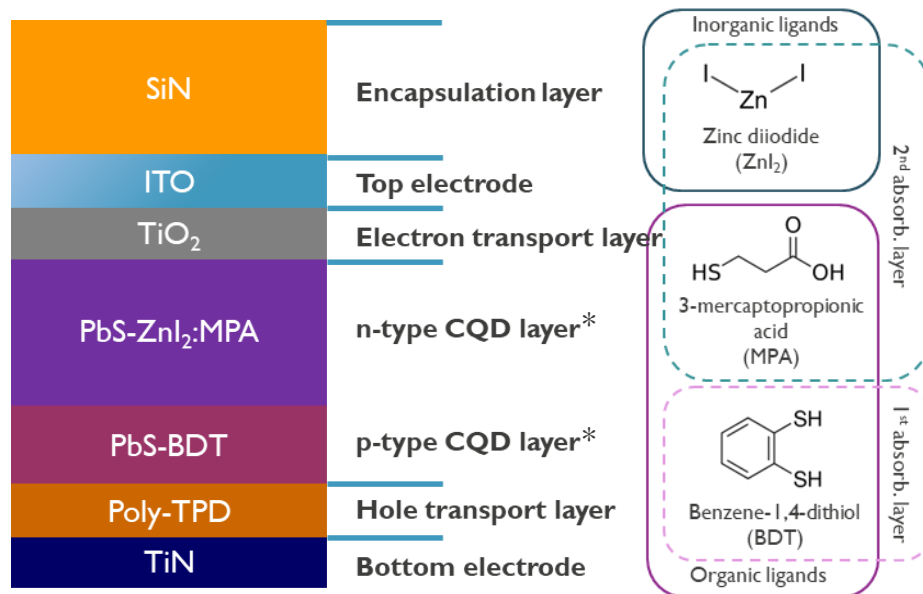 SiN
Encapsulation layer
ITO
Top electrode
TiO₂
Electron transport layer
PbS-ZnI₂:MPA
n-type CQD layer*
PbS-BDT
p-type CQD layer*
Poly-TPD
Hole transport layer
TiN
Bottom electrode
Inorganic ligands
I I
Zn
Zinc diiodide
(ZnI₂)
2nd absorb. layer
O
HS OH
3-mercaptopropionic
acid
(MPA)
SH
SH
Benzene-1,4-dithiol
(BDT)
1st absorb. layer
Organic ligands